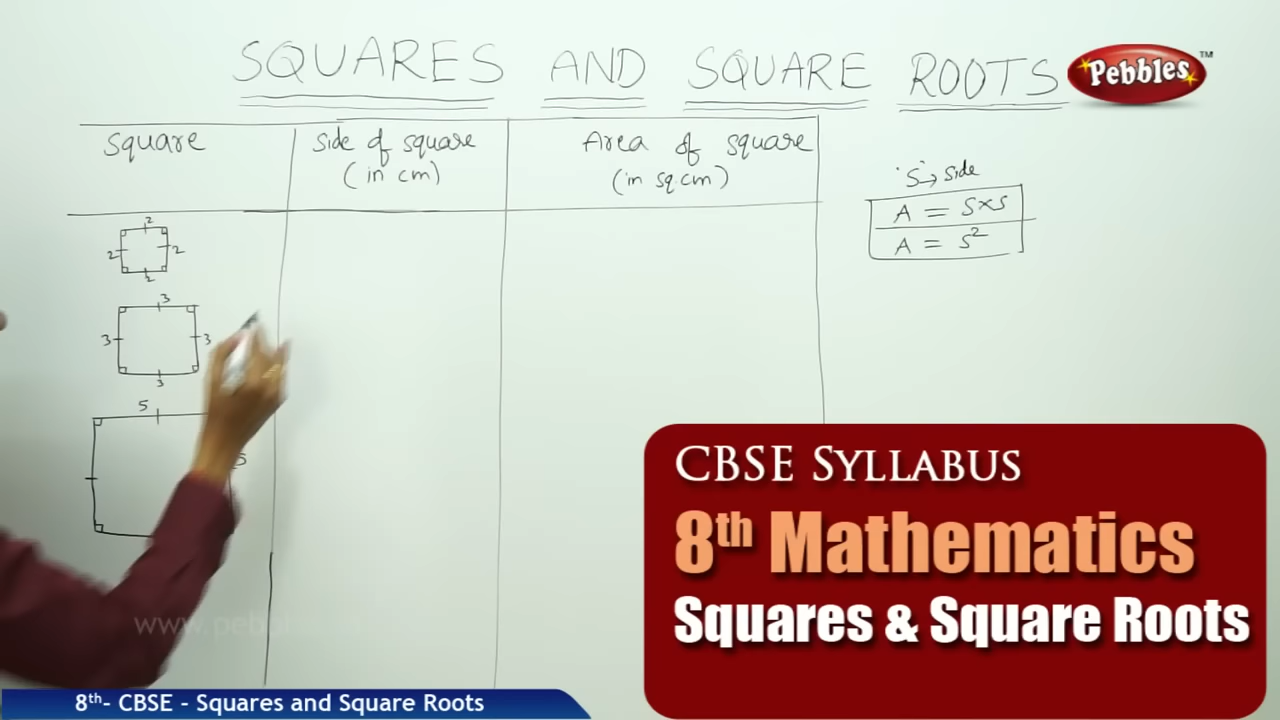 SQUARES AND SQUARE ROOTS
Pebbles™
Square
Side of square
(in cm)
Area of square
(in sq.cm)
'S'→ Side
A = S×S
A = S²
2
2
2
2
3
3
3
3
5
5
CBSE SYLLABUS
8th Mathematics
Squares & Square Roots
8th- CBSE - Squares and Square Roots